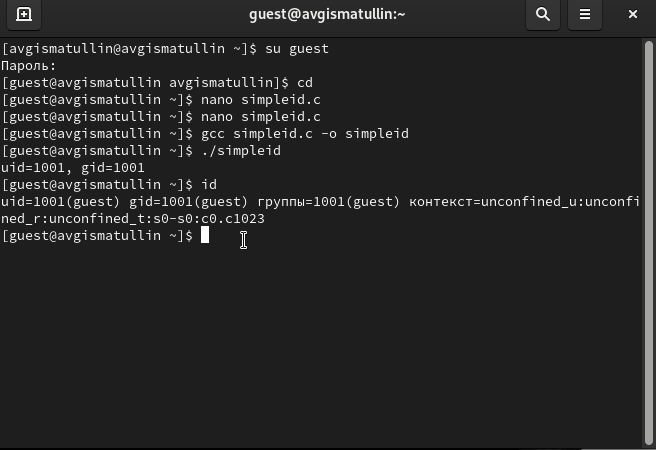 guest@avgismatullin:~
[avgismatullin@avgismatullin ~]$ su guest
Пароль:
[guest@avgismatullin avgismatullin]$ cd
[guest@avgismatullin ~]$ nano simpleid.c
[guest@avgismatullin ~]$ nano simpleid.c
[guest@avgismatullin ~]$ gcc simpleid.c -o simpleid
[guest@avgismatullin ~]$ ./simpleid
uid=1001, gid=1001
[guest@avgismatullin ~]$ id
uid=1001(guest) gid=1001(guest) группы=1001(guest) контекст=unconfined_u:unconfi
ned_r:unconfined_t:s0-s0:c0.c1023
[guest@avgismatullin ~]$